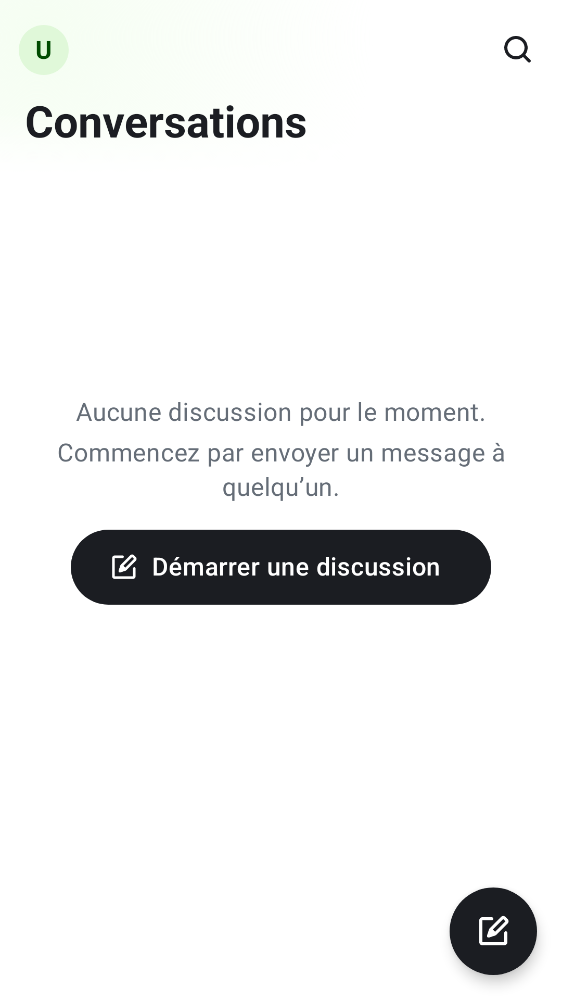 U
Conversations
Aucune discussion pour le moment.
Commencez par envoyer un message à
quelqu’un.
Démarrer une discussion